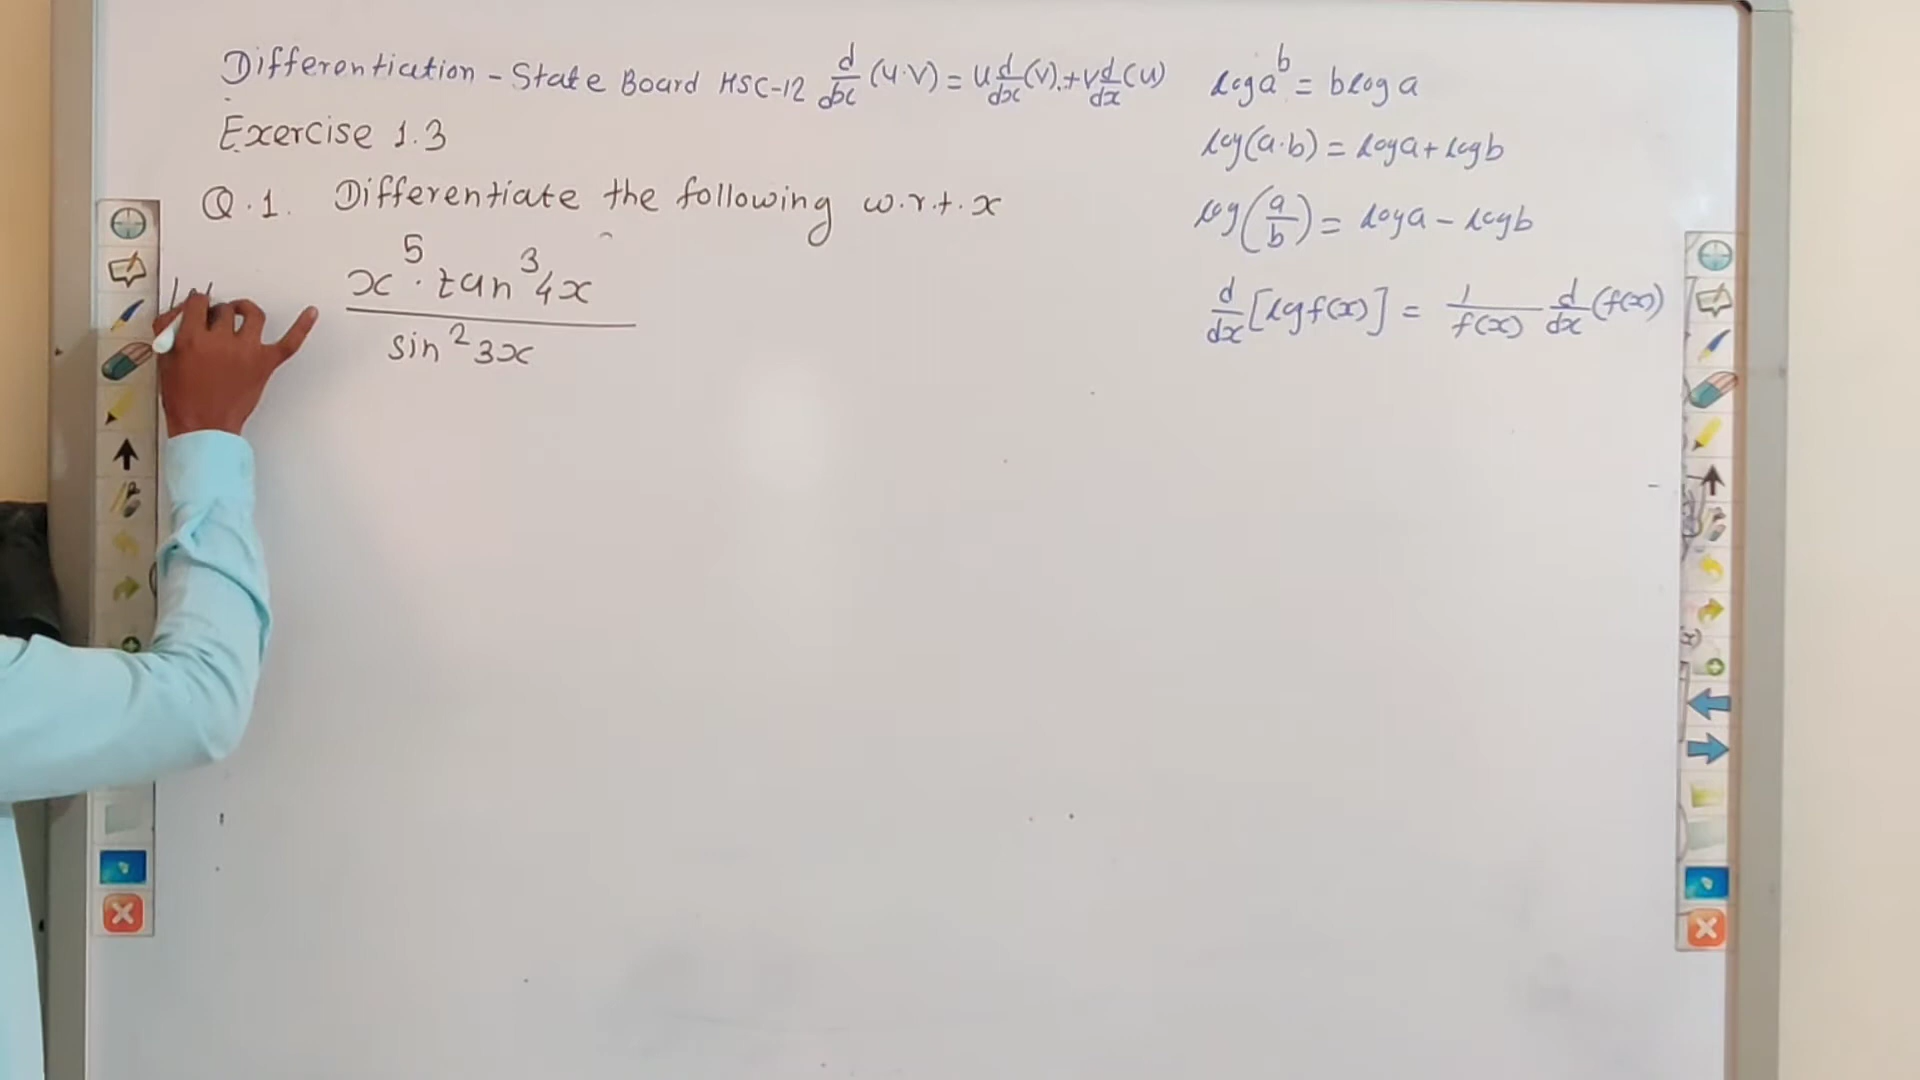 Differentiation - State Board HSC-12 d/dx (u.v) = u d/dx (v) + v d/dx (u)
Exercise 1.3
Q.1. Differentiate the following w.r.t. x
x^5 . tan^3 4x
sin^2 3x
log a^b = b log a
log (a.b) = log a + log b
log (a/b) = log a - log b
d/dx [log f(x)] = 1/f(x) d/dx (f(x))